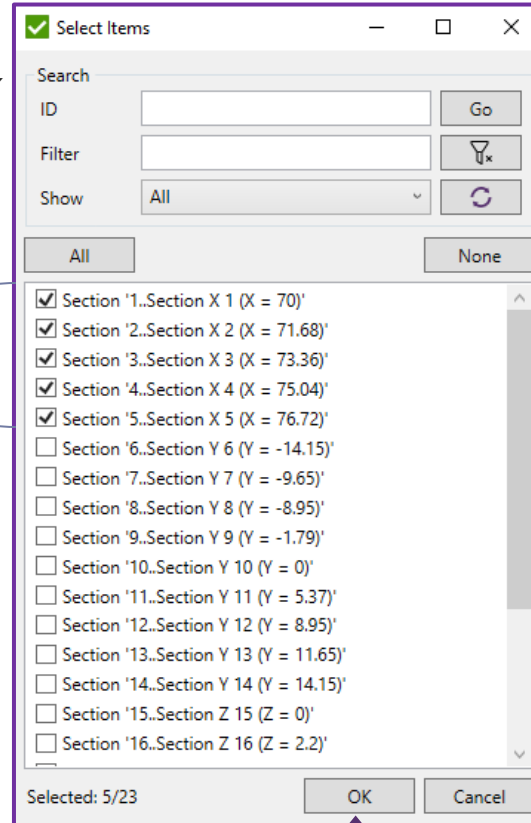 Select Items
Search
ID
Go
Filter
Show All
All None
Section '1..Section X 1 (X = 70)'
Section '2..Section X 2 (X = 71.68)'
Section '3..Section X 3 (X = 73.36)'
Section '4..Section X 4 (X = 75.04)'
Section '5..Section X 5 (X = 76.72)'
Section '6..Section Y 6 (Y = -14.15)'
Section '7..Section Y 7 (Y = -9.65)'
Section '8..Section Y 8 (Y = -8.95)'
Section '9..Section Y 9 (Y = -1.79)'
Section '10..Section Y 10 (Y = 0)'
Section '11..Section Y 11 (Y = 5.37)'
Section '12..Section Y 12 (Y = 8.95)'
Section '13..Section Y 13 (Y = 11.65)'
Section '14..Section Y 14 (Y = 14.15)'
Section '15..Section Z 15 (Z = 0)'
Section '16..Section Z 16 (Z = 2.2)'
Selected: 5/23 OK Cancel